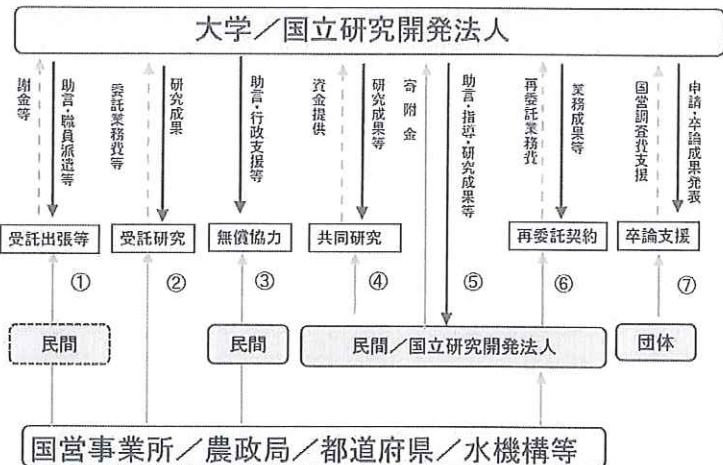 大学／国立研究開発法人
謝金等
助言・職員派遣等
委託業務費等
研究成果
助言・行政支援等
資金提供
研究成果等
寄附金
助言・指導・研究成果等
再委託業務費
業務成果等
国営調査費支援
申請・卒論成果発表
受託出張等
受託研究
無償協力
共同研究
再委託契約
卒論支援
①
②
③
④
⑤
⑥
⑦
民間
民間
民間／国立研究開発法人
団体
国営事業所／農政局／都道府県／水機構等